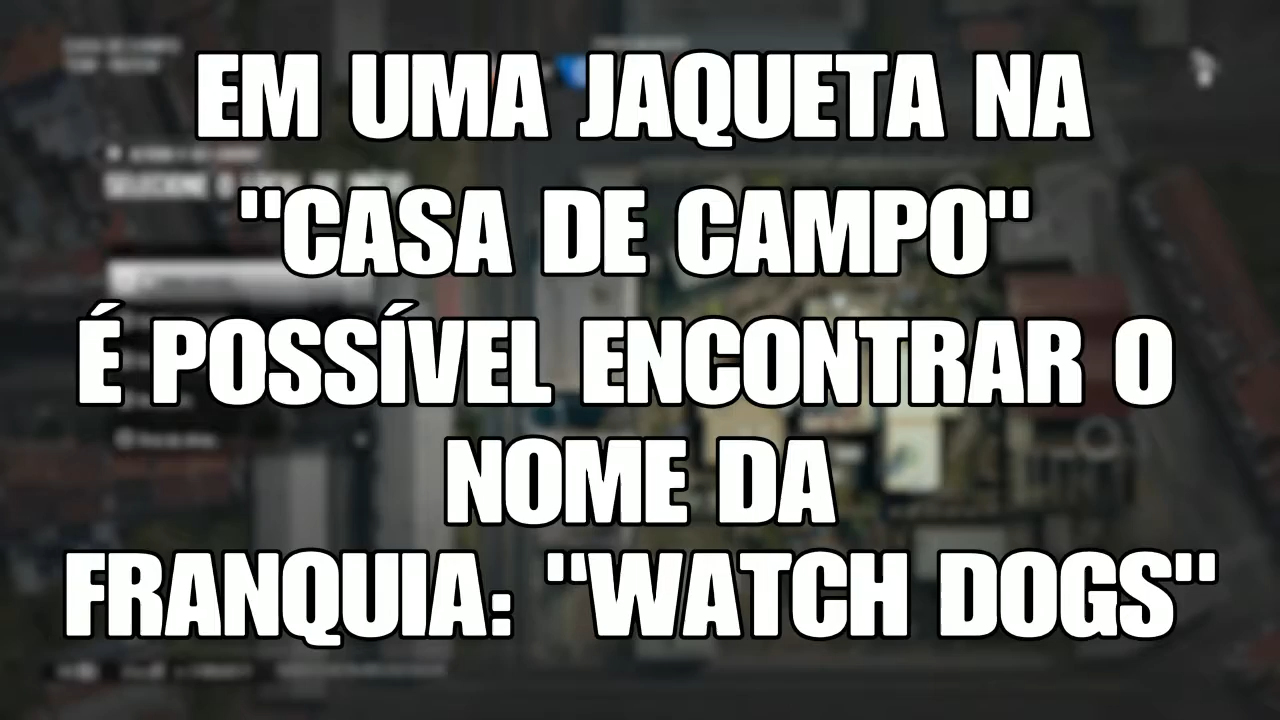 EM UMA JAQUETA NA
"CASA DE CAMPO"
É POSSÍVEL ENCONTRAR O
NOME DA
FRANQUIA: "WATCH DOGS"